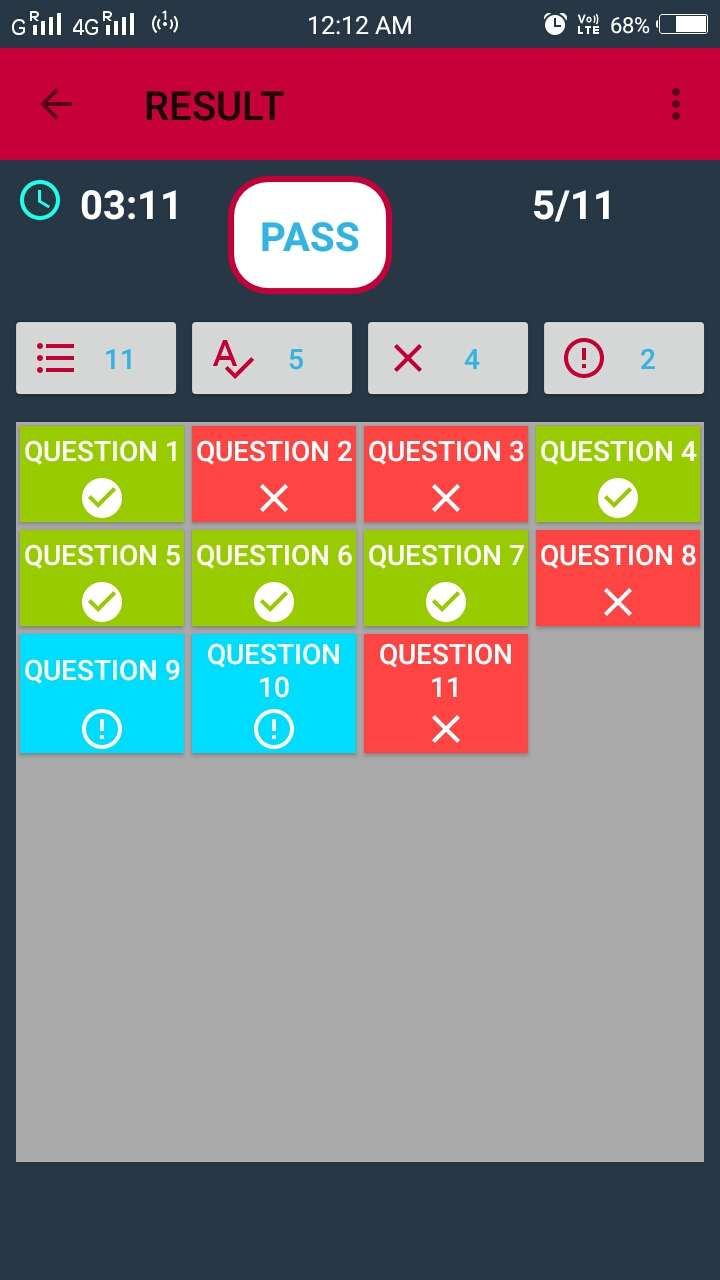 G R 4G R 1 12:12 AM Vo)) LTE 68%
RESULT
03:11 PASS 5/11
11 A 5 4 2
QUESTION 1 QUESTION 2 QUESTION 3 QUESTION 4
QUESTION 5 QUESTION 6 QUESTION 7 QUESTION 8
QUESTION 9 QUESTION 10 QUESTION 11